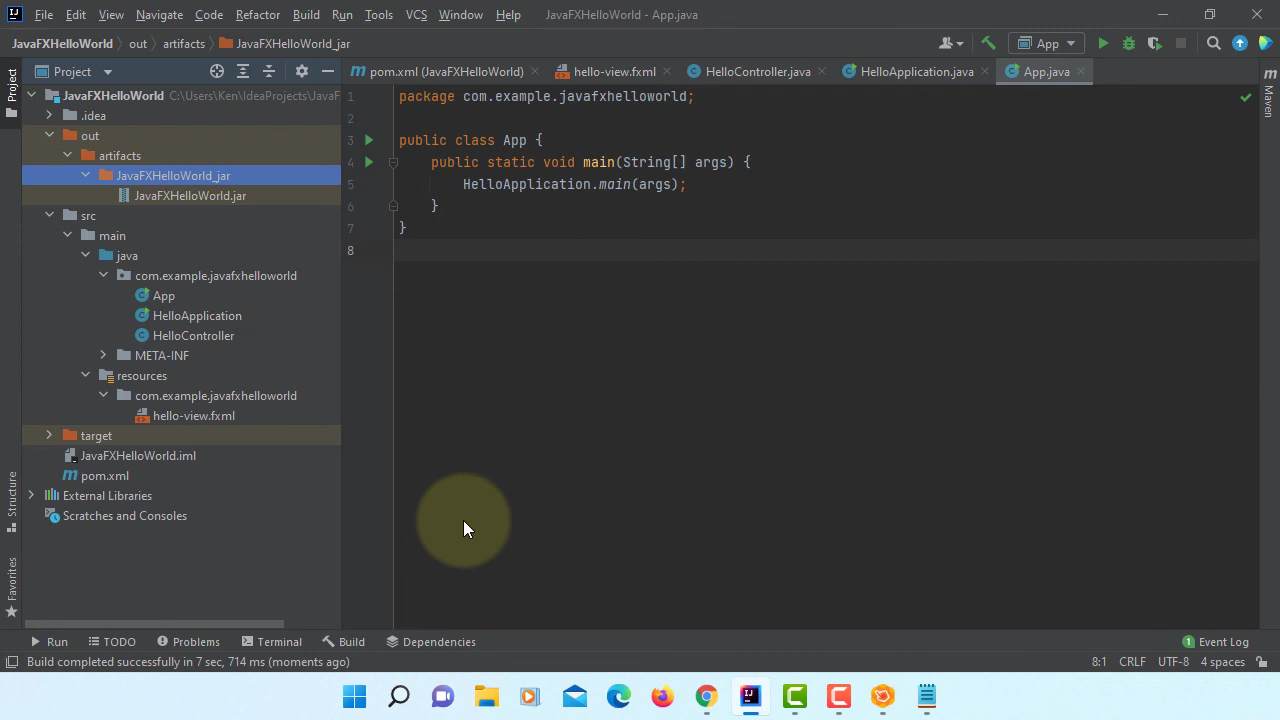 File Edit View Navigate Code Refactor Build Run Tools VCS Window Help JavaFXHelloWorld - App.java
JavaFXHelloWorld out artifacts JavaFXHelloWorld_jar App
Project
Project
pom.xml (JavaFXHelloWorld) hello-view.fxml HelloController.java HelloApplication.java App.java
Maven
JavaFXHelloWorld C:\Users\Ken\IdeaProjects\JavaF
.idea
out
artifacts
JavaFXHelloWorld_jar
JavaFXHelloWorld.jar
src
main
java
com.example.javafxhelloworld
App
HelloApplication
HelloController
META-INF
resources
com.example.javafxhelloworld
hello-view.fxml
target
JavaFXHelloWorld.iml
pom.xml
External Libraries
Scratches and Consoles
1 package com.example.javafxhelloworld;
2
3 public class App {
4 public static void main(String[] args) {
5 HelloApplication.main(args);
6 }
7 }
8
Structure
Favorites
Run TODO Problems Terminal Build Dependencies 1 Event Log
Build completed successfully in 7 sec, 714 ms (moments ago) 8:1 CRLF UTF-8 4 spaces